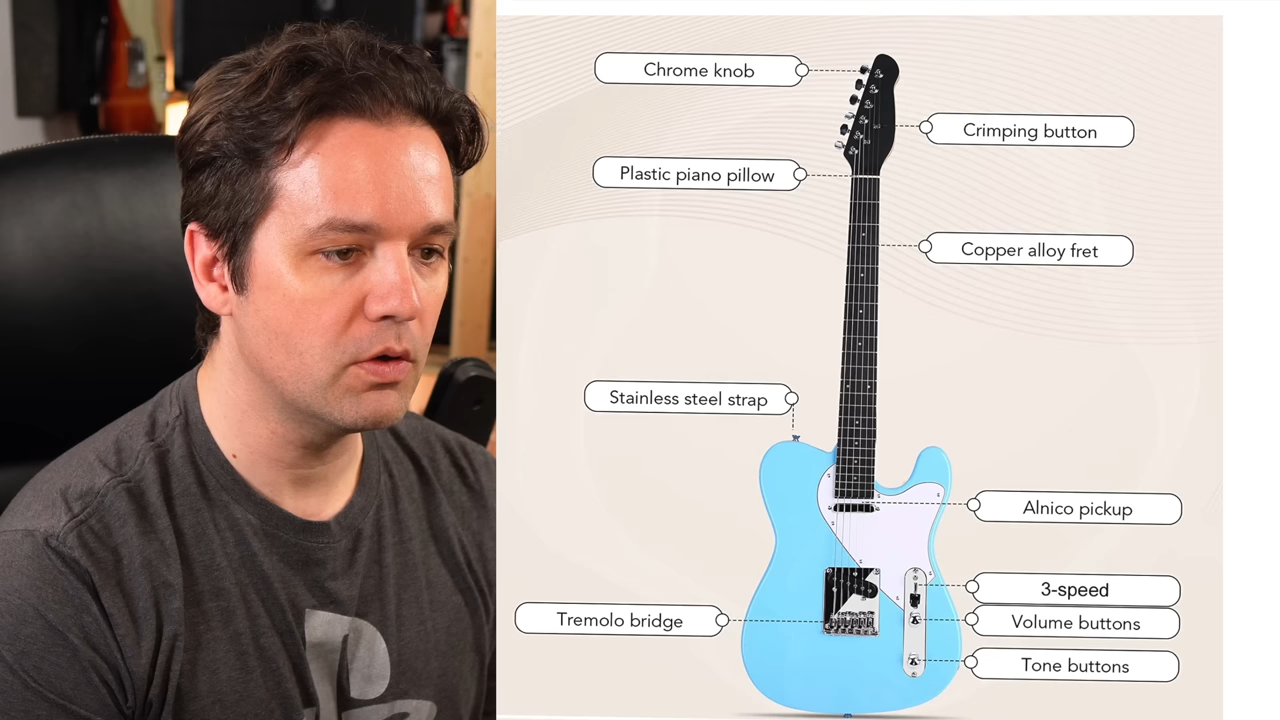 Chrome knob
Crimping button
Plastic piano pillow
Copper alloy fret
Stainless steel strap
Alnico pickup
3-speed
Tremolo bridge
Volume buttons
Tone buttons